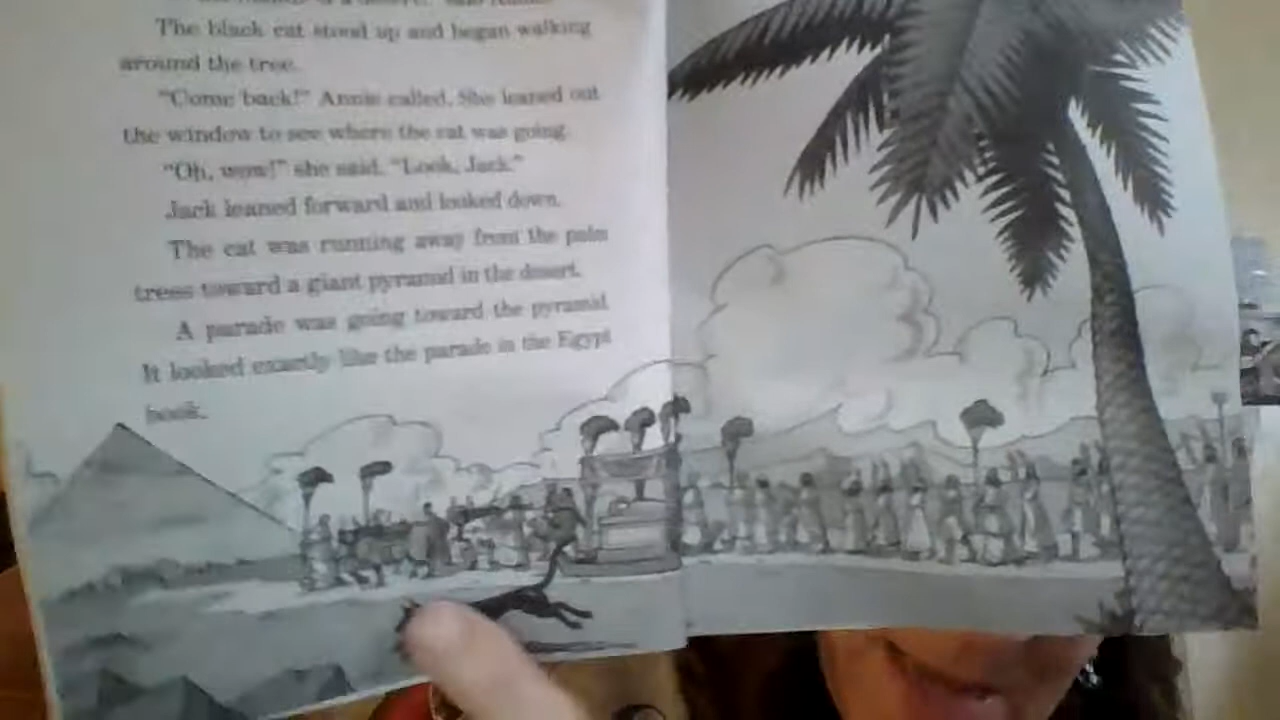 The black cat stood up and began walking
around the tree.
"Come back!" Annie called. She leaned out
the window to see where the cat was going.
"Oh, wow!" she said. "Look, Jack."
Jack leaned forward and looked down.
The cat was running away from the palm
trees toward a giant pyramid in the desert.
A parade was going toward the pyramid.
It looked exactly like the parade in the Egypt
book.